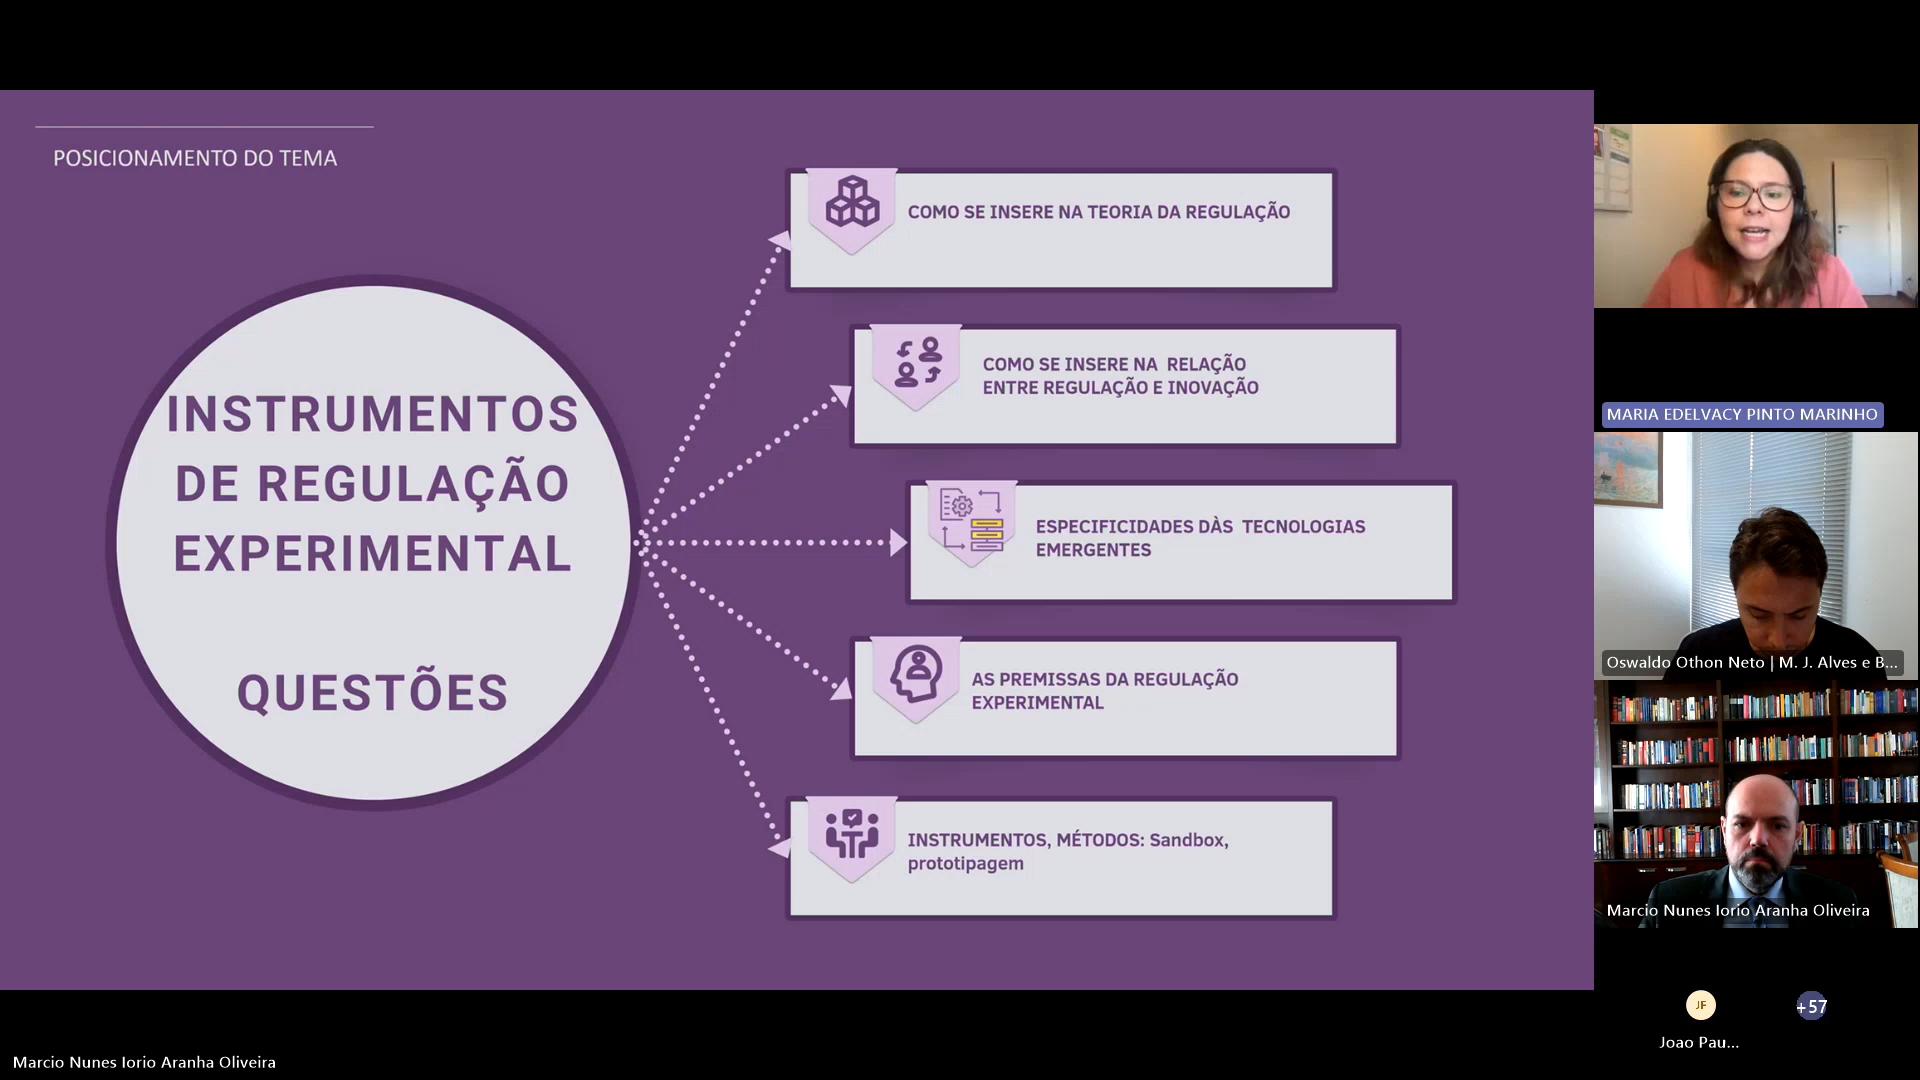 POSICIONAMENTO DO TEMA
INSTRUMENTOS
DE REGULAÇÃO
EXPERIMENTAL
QUESTÕES
COMO SE INSERE NA TEORIA DA REGULAÇÃO
COMO SE INSERE NA RELAÇÃO
ENTRE REGULAÇÃO E INOVAÇÃO
ESPECIFICIDADES DÀS TECNOLOGIAS
EMERGENTES
AS PREMISSAS DA REGULAÇÃO
EXPERIMENTAL
INSTRUMENTOS, MÉTODOS: Sandbox,
prototipagem
MARIA EDELVACY PINTO MARINHO
Oswaldo Othon Neto | M. J. Alves e B...
Marcio Nunes Iorio Aranha Oliveira
JF
+57
Joao Pau...
Marcio Nunes Iorio Aranha Oliveira